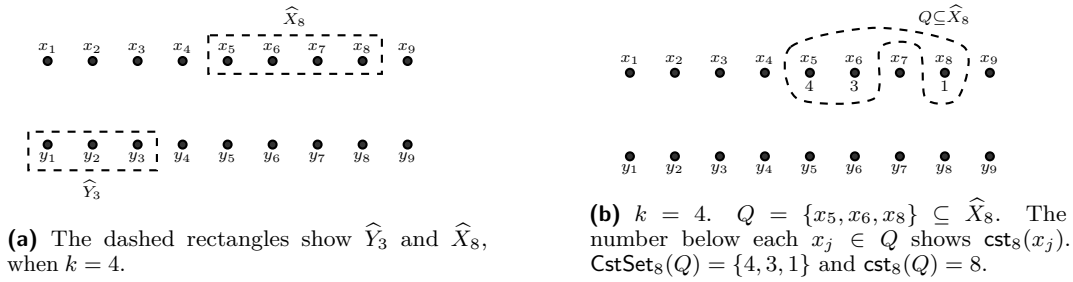 X̂₈
x₁ x₂ x₃ x₄ x₅ x₆ x₇ x₈ x₉
y₁ y₂ y₃ y₄ y₅ y₆ y₇ y₈ y₉
Ŷ₃
(a) The dashed rectangles show Ŷ₃ and X̂₈,
when k = 4.
Q⊆X̂₈
x₁ x₂ x₃ x₄ x₅ x₆ x₇ x₈ x₉
4 3 1
y₁ y₂ y₃ y₄ y₅ y₆ y₇ y₈ y₉
(b) k = 4. Q = {x₅, x₆, x₈} ⊆ X̂₈. The
number below each xⱼ ∈ Q shows cst₈(xⱼ).
CstSet₈(Q) = {4, 3, 1} and cst₈(Q) = 8.